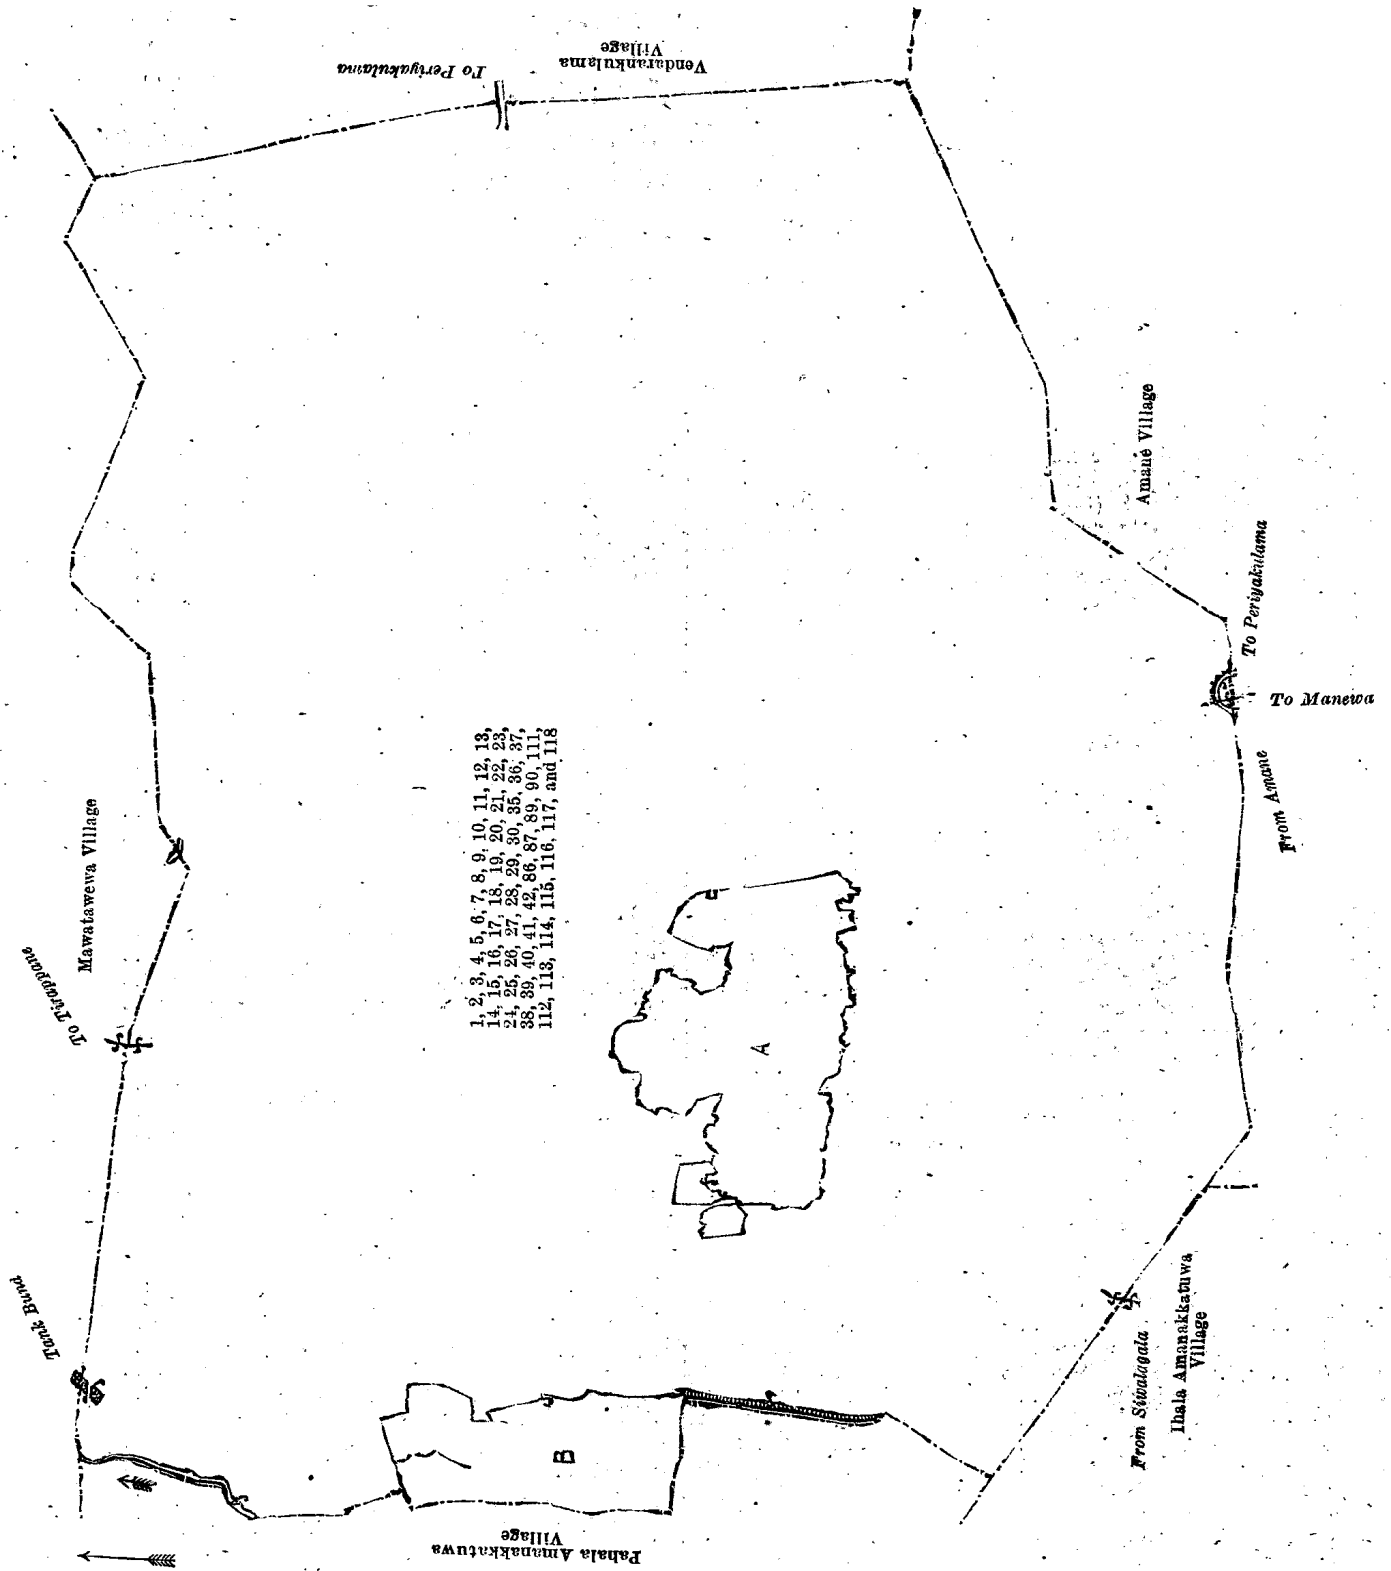 To Periyakulama
Vendarankulama
Village
Mawatawewa Village
To Tirappane
Tank Bund
1, 2, 3, 4, 5, 6, 7, 8, 9, 10, 11, 12, 13,
14, 15, 16, 17, 18, 19, 20, 21, 22, 23,
24, 25, 26, 27, 28, 29, 30, 35, 36, 37,
38, 39, 40, 41, 42, 86, 87, 89, 90, 111,
112, 113, 114, 115, 116, 117, and 118
A
B
Amané Village
To Periyakulama
To Manewa
From Amane
From Siwalagala
Ihala Amanakkatuwa
Village
Pahala Amanakkatuwa
Village